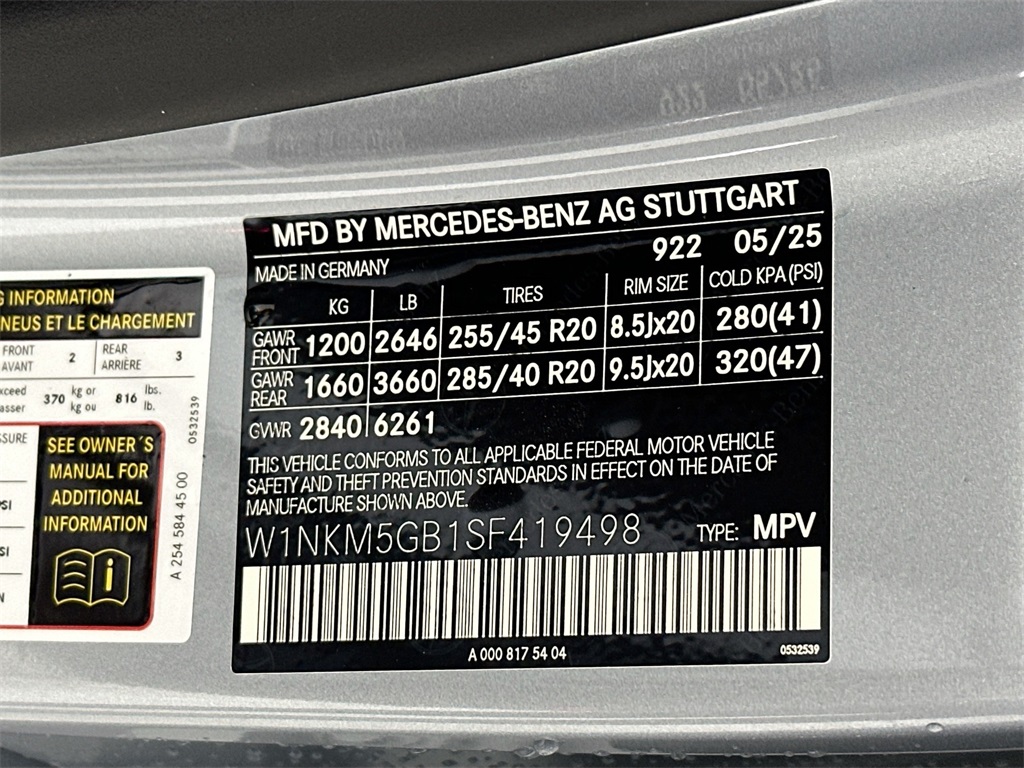 MFD BY MERCEDES-BENZ AG STUTTGART
922 05/25
MADE IN GERMANY
KG LB TIRES RIM SIZE COLD KPA (PSI)
GAWR FRONT 1200 2646 255/45 R20 8.5Jx20 280(41)
GAWR REAR 1660 3660 285/40 R20 9.5Jx20 320(47)
GVWR 2840 6261
THIS VEHICLE CONFORMS TO ALL APPLICABLE FEDERAL MOTOR VEHICLE
SAFETY AND THEFT PREVENTION STANDARDS IN EFFECT ON THE DATE OF
MANUFACTURE SHOWN ABOVE.
W1NKM5GB1SF419498 TYPE: MPV
A 000 817 54 04 0532539
INFORMATION
ET LE CHARGEMENT
FRONT 2 REAR 3
AVANT ARRIÈRE
370 kg or 816 lbs.
kg ou lb.
SEE OWNER´S
MANUAL FOR
ADDITIONAL
INFORMATION
A 254 584 45 00
0532539